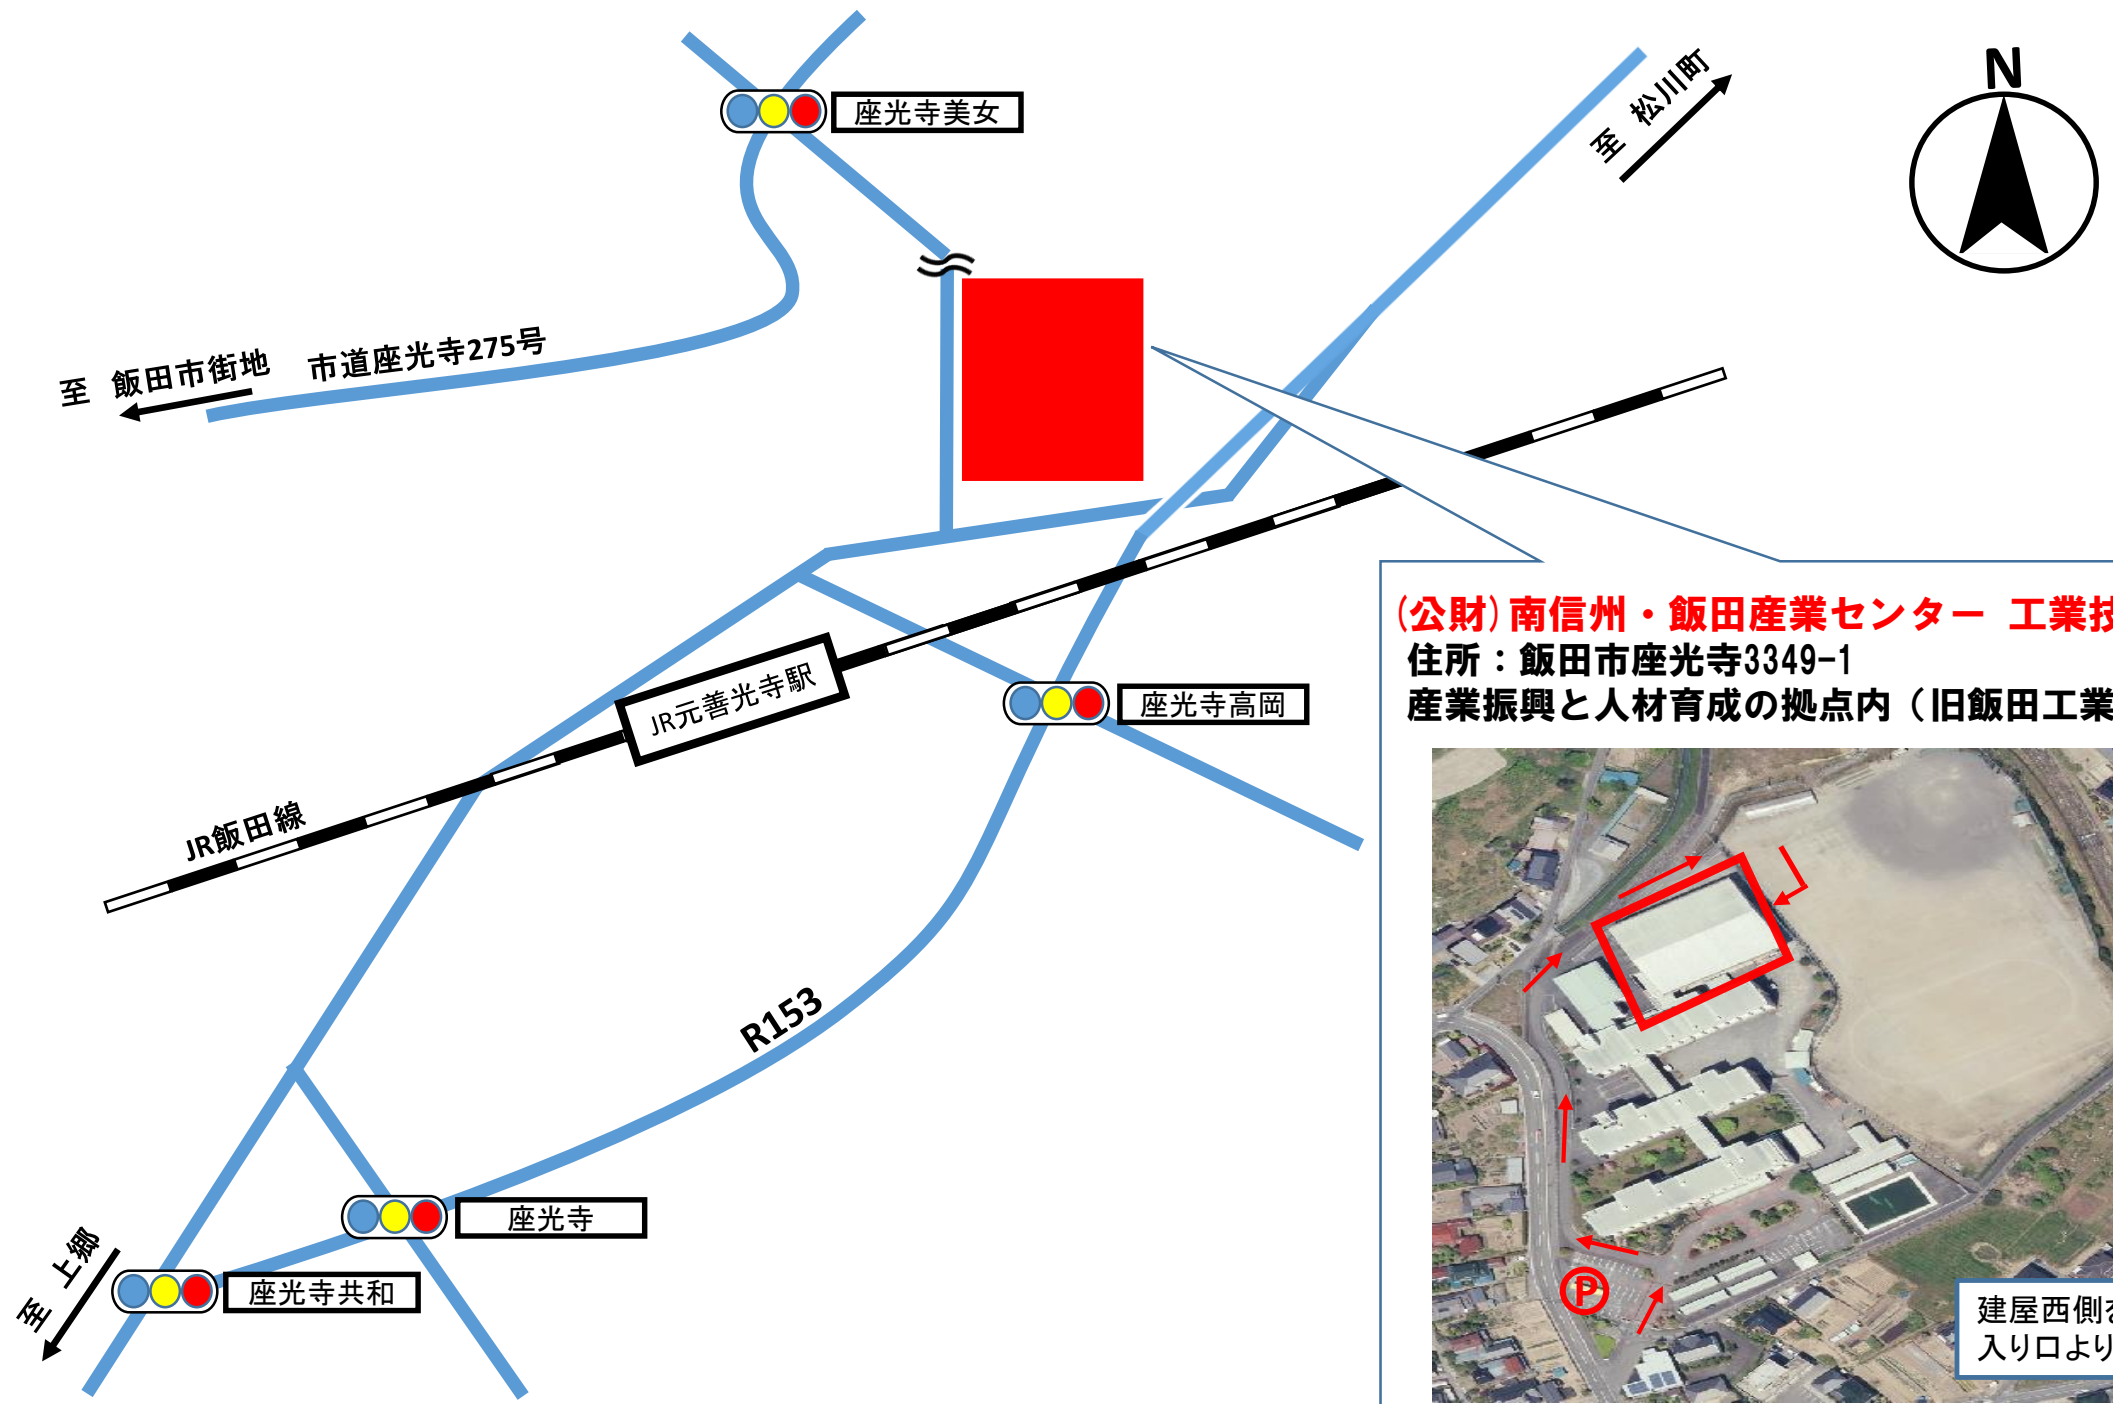 座光寺美女
至 松川町
N
至 飯田市街地 市道座光寺275号
JR元善光寺駅
座光寺高岡
JR飯田線
R153
座光寺
座光寺共和
至 上郷
(公財)南信州・飯田産業センター 工業技
住所：飯田市座光寺3349-1
産業振興と人材育成の拠点内（旧飯田工業
P
建屋西側
入り口より